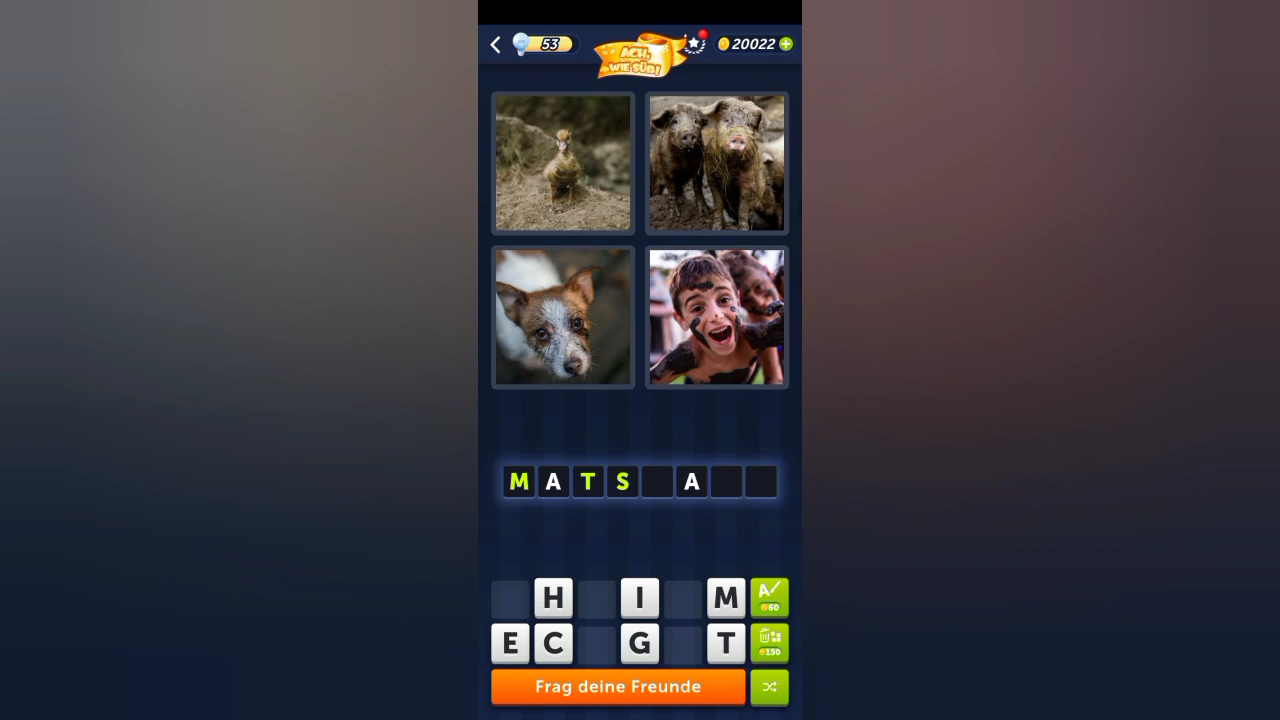 53
ACH,
WIE SÜẞ!
20022
M A T S A
H I M
60
E C G T
150
Frag deine Freunde